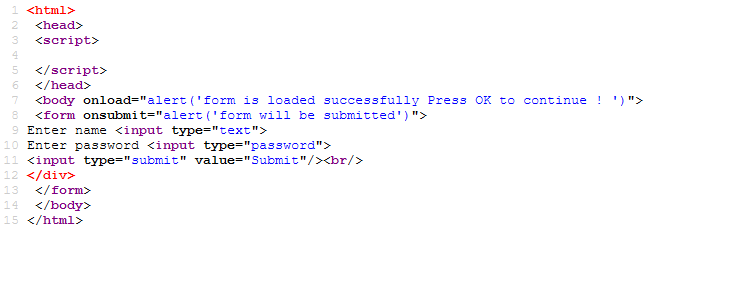 1 <html>
2 <head>
3 <script>
4
5 </script>
6 </head>
7 <body onload="alert('form is loaded successfully Press OK to continue ! ')">
8 <form onsubmit="alert('form will be submitted')">
9 Enter name <input type="text">
10 Enter password <input type="password">
11 <input type="submit" value="Submit"/><br/>
12 </div>
13 </form>
14 </body>
15 </html>